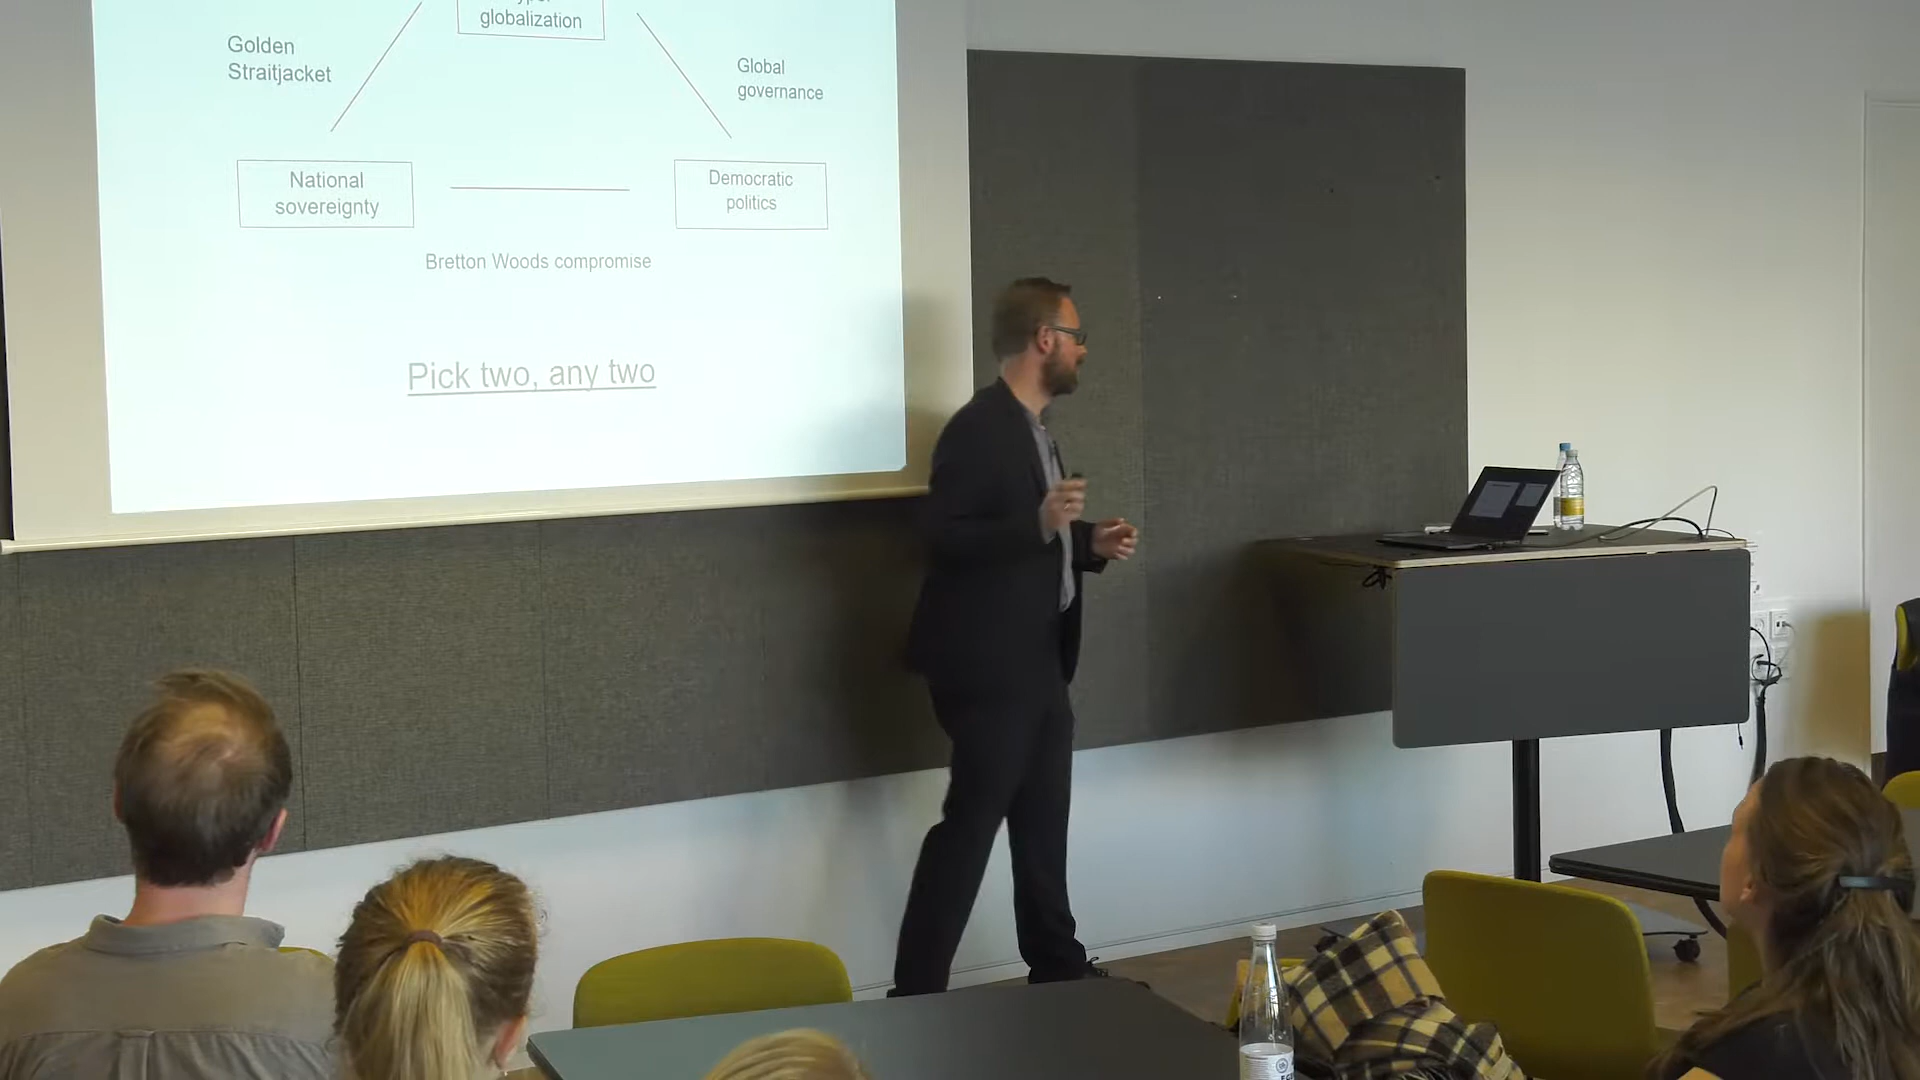 globalization
Golden
Straitjacket
Global
governance
National
sovereignty
Democratic
politics
Bretton Woods compromise
Pick two, any two